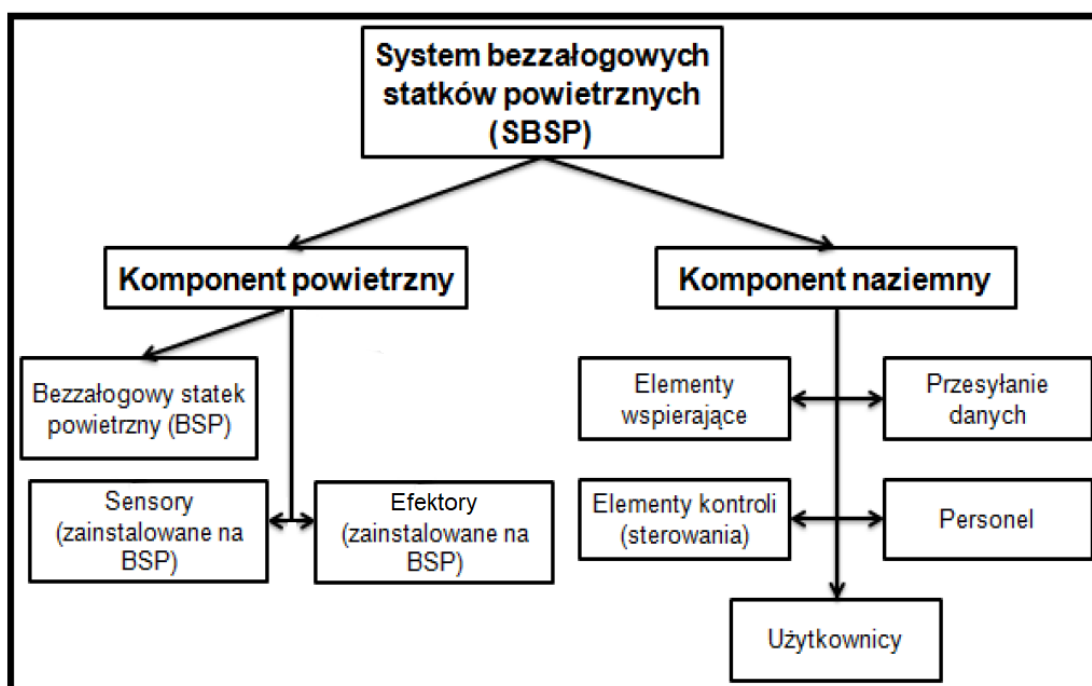 System bezzałogowych
statków powietrznych
(SBSP)
Komponent powietrzny
Komponent naziemny
Bezzałogowy statek
powietrzny (BSP)
Sensory
(zainstalowane na
BSP)
Efektory
(zainstalowane na
BSP)
Elementy
wspierające
Przesyłanie
danych
Elementy kontroli
(sterowania)
Personel
Użytkownicy